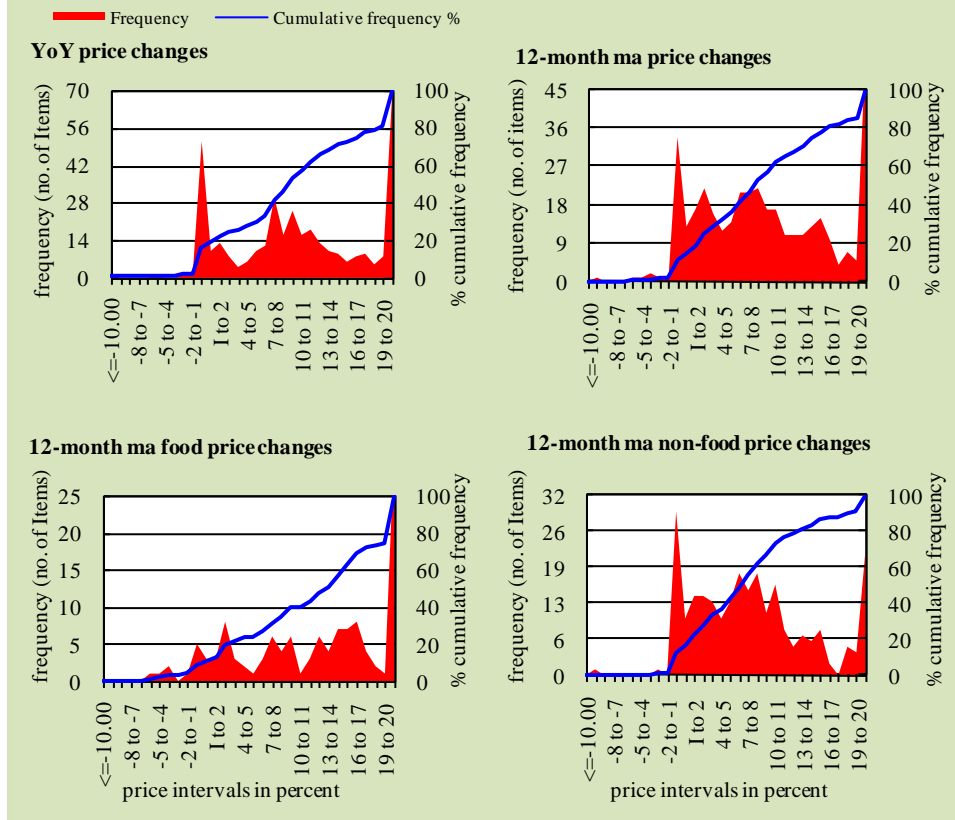 Frequency Cumulative frequency %
YoY price changes
frequency (no. of Items)
70
56
42
28
14
0
100
80
60
40
20
0
% cumulative frequency
<=-10.00
-8 to -7
-5 to -4
-2 to -1
I to 2
4 to 5
7 to 8
10 to 11
13 to 14
16 to 17
19 to 20
12-month ma price changes
frequency (no. of items)
45
36
27
18
9
0
100
80
60
40
20
0
% cumulative frequency
<=-10.00
-8 to -7
-5 to -4
-2 to -1
I to 2
4 to 5
7 to 8
10 to 11
13 to 14
16 to 17
19 to 20
12-month ma food price changes
frequency (no. of Items)
25
20
15
10
5
0
100
80
60
40
20
0
% cumulative frequency
<=-10.00
-8 to -7
-5 to -4
-2 to -1
I to 2
4 to 5
7 to 8
10 to 11
13 to 14
16 to 17
19 to 20
price intervals in percent
12-month ma non-food price changes
frequency (no. of Items)
32
26
19
13
6
0
100
80
60
40
20
0
% cumulative frequency
<=-10.00
-8 to -7
-5 to -4
-2 to -1
I to 2
4 to 5
7 to 8
10 to 11
13 to 14
16 to 17
19 to 20
price intervals in percent